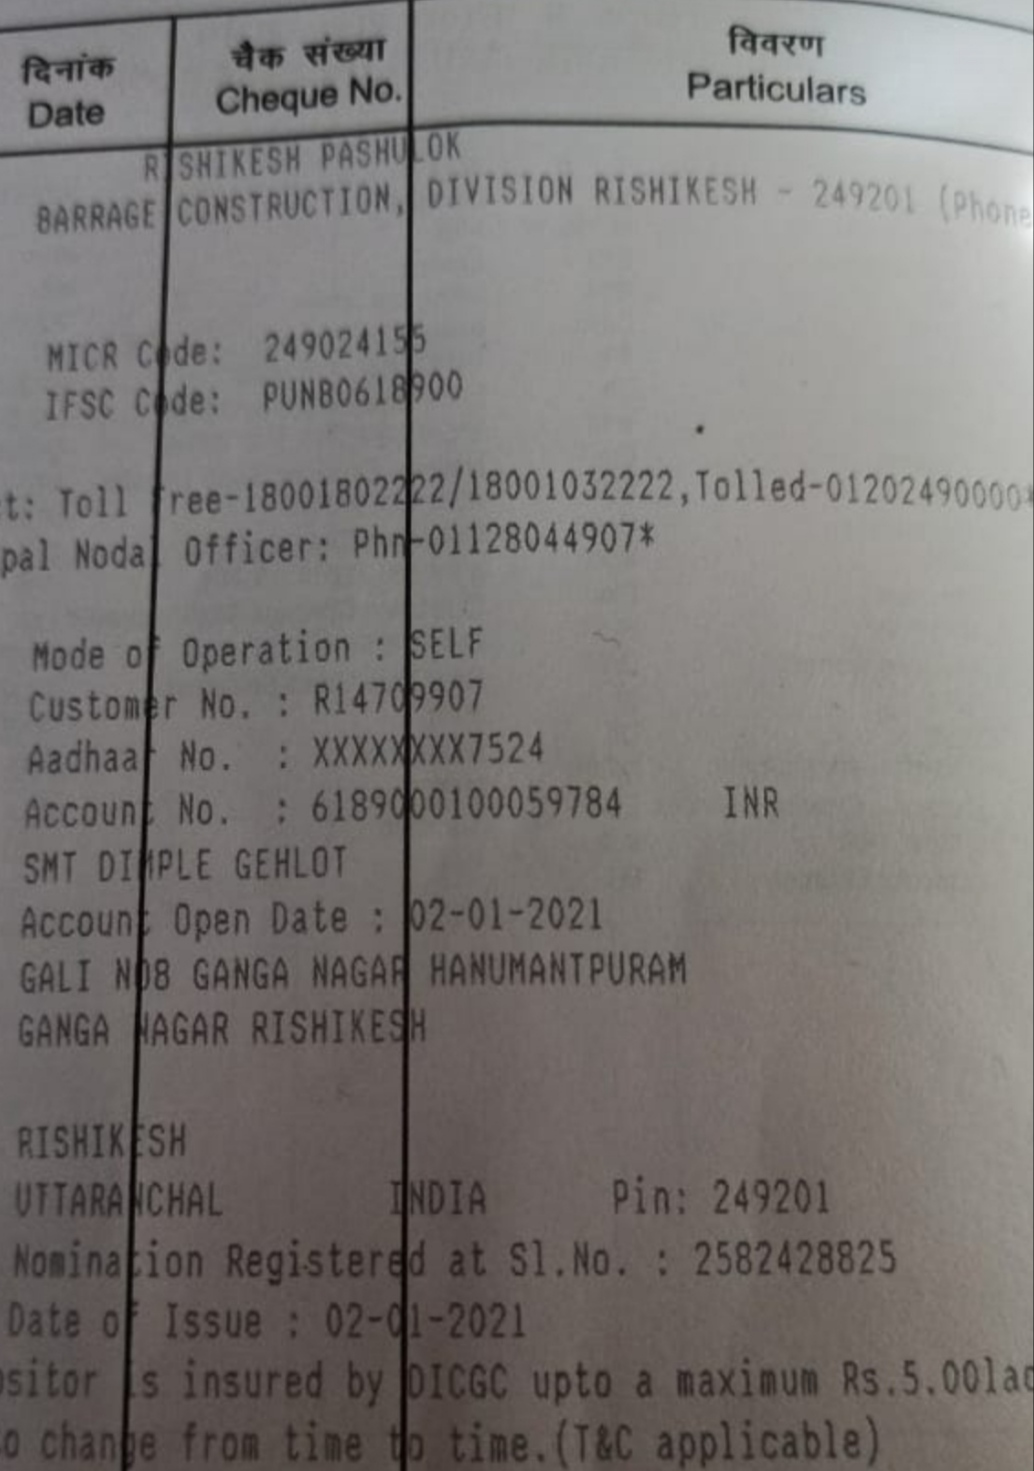 दिनांक चैक संख्या विवरण
Date Cheque No. Particulars
RISHIKESH PASHULOK
BARRAGE CONSTRUCTION, DIVISION RISHIKESH - 249201 (Phone
MICR Code: 249024155
IFSC Code: PUNB0618900
ct: Toll free-18001802222/18001032222,Tolled-01202490000*
pal Nodal Officer: Phn-01128044907*
Mode of Operation : SELF
Customer No. : R14709907
Aadhaar No. : XXXXXXXX7524
Account No. : 6189000100059784 INR
SMT DIMPLE GEHLOT
Account Open Date : 02-01-2021
GALI NO8 GANGA NAGAR HANUMANTPURAM
GANGA NAGAR RISHIKESH
RISHIKESH
UTTARANCHAL INDIA Pin: 249201
Nomination Registered at Sl.No. : 2582428825
Date of Issue : 02-01-2021
ositor is insured by DICGC upto a maximum Rs.5.00lac
o change from time to time.(T&C applicable)